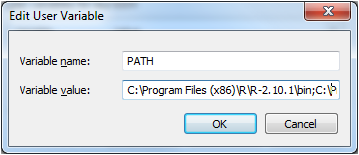 Edit User Variable
Variable name:
PATH
Variable value:
C:\Program Files (x86)\R\R-2.10.1\bin;C:\
OK
Cancel